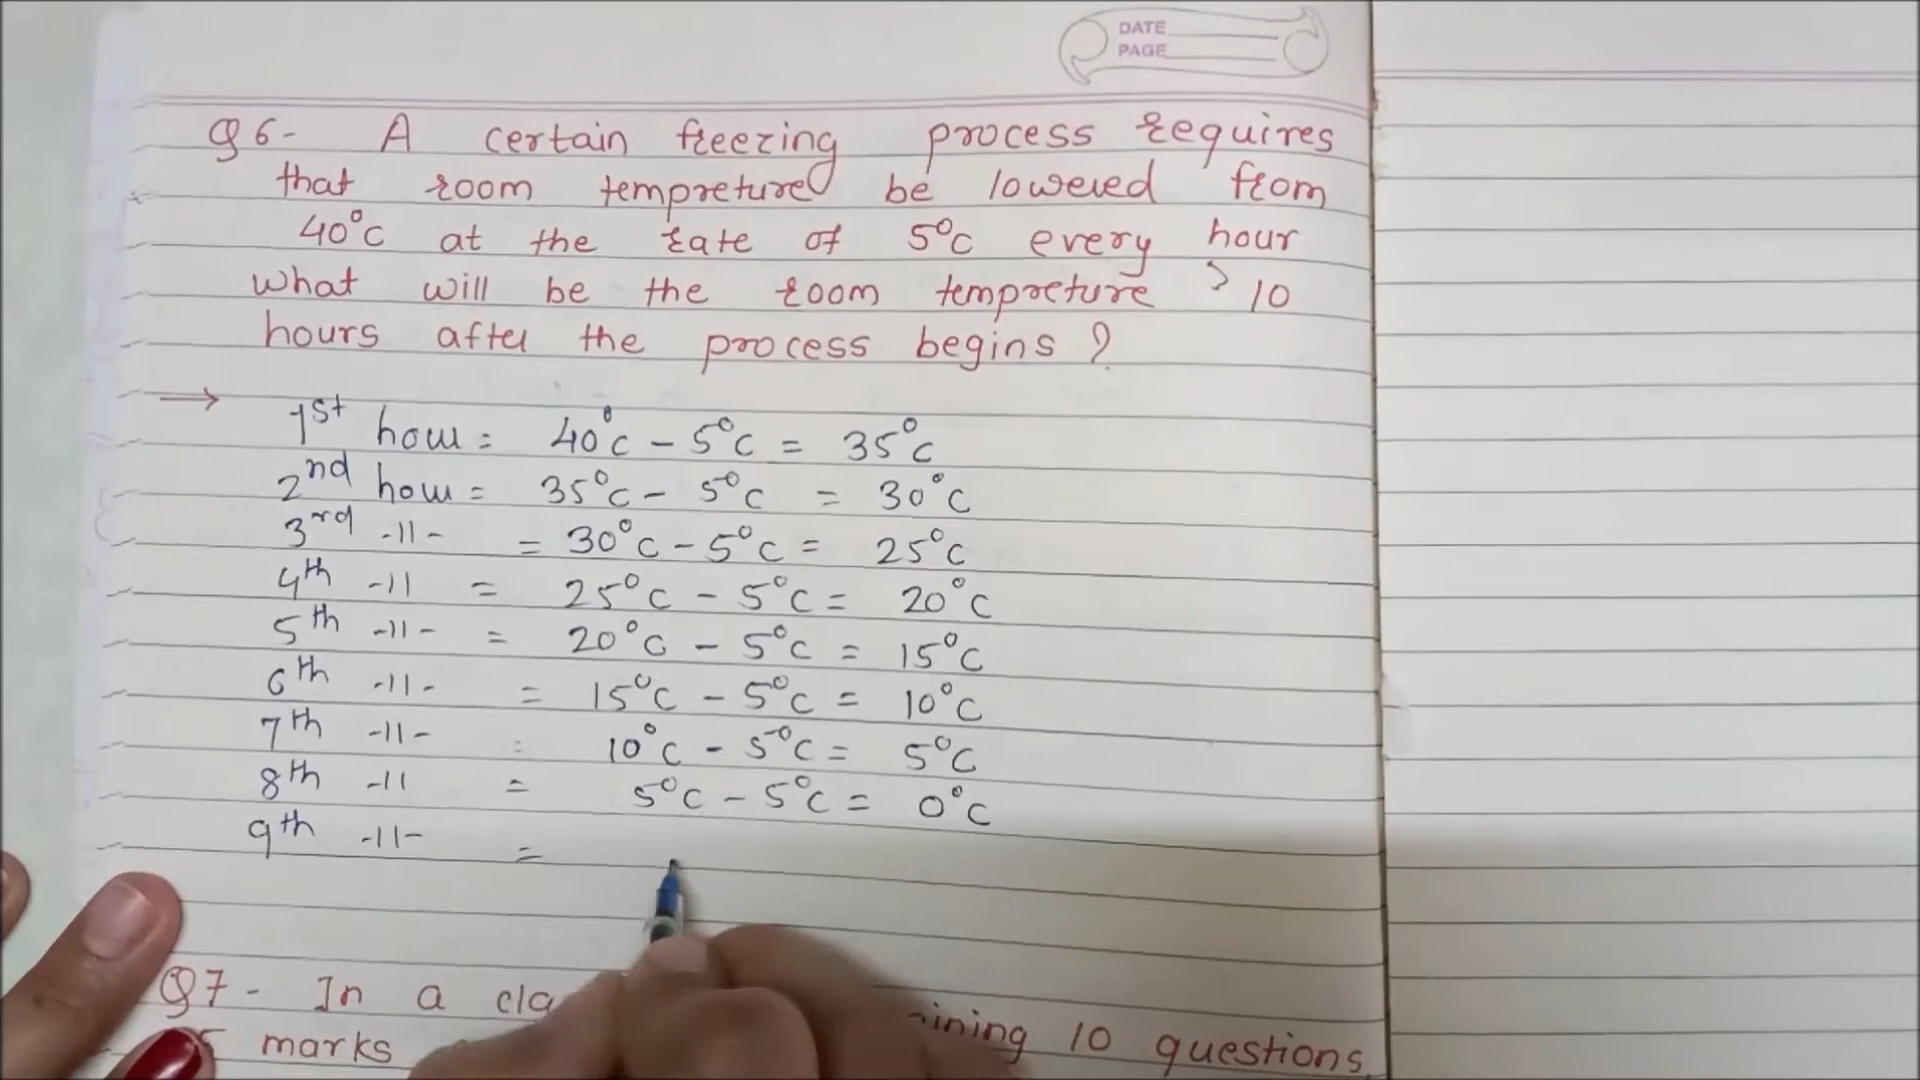 DATE
PAGE
Q6- A certain freezing process requires
that room tempreture be lowered from
40°C at the rate of 5°C every hour
what will be the room tempreture, 10
hours after the process begins ?
→ 1st hour = 40°C - 5°C = 35°C
2nd hour = 35°C - 5°C = 30°C
3rd -11- = 30°C - 5°C = 25°C
4th -11 = 25°C - 5°C = 20°C
5th -11- = 20°C - 5°C = 15°C
6th -11- = 15°C - 5°C = 10°C
7th -11- = 10°C - 5°C = 5°C
8th -11 = 5°C - 5°C = 0°C
9th -11- =
Q7- In a 10 questions
marks